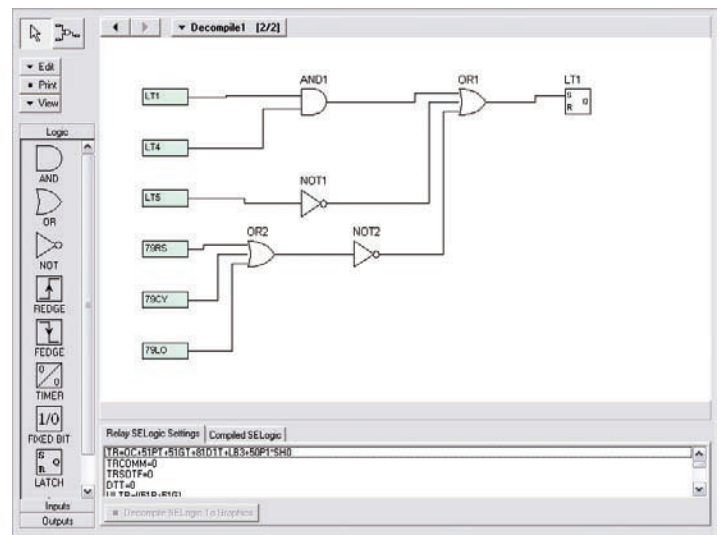 Decompile1 [2/2]
Edit
Print
View
Logic
AND
OR
NOT
REDGE
FEDGE
0
0
TIMER
1/0
FIXED BIT
S
R Q
LATCH
Inputs
Outputs
LT1
LT4
LT5
79RS
79CY
79LO
AND1
NOT1
OR2
NOT2
OR1
LT1
S
R Q
Relay SELogic Settings
Compiled SELogic
TR=OC+51PT+51GT+81D1T+LB3+50P1*SH0
TRCOMM=0
TRSOTF=0
DTT=0
Decompile SELogic To Graphics